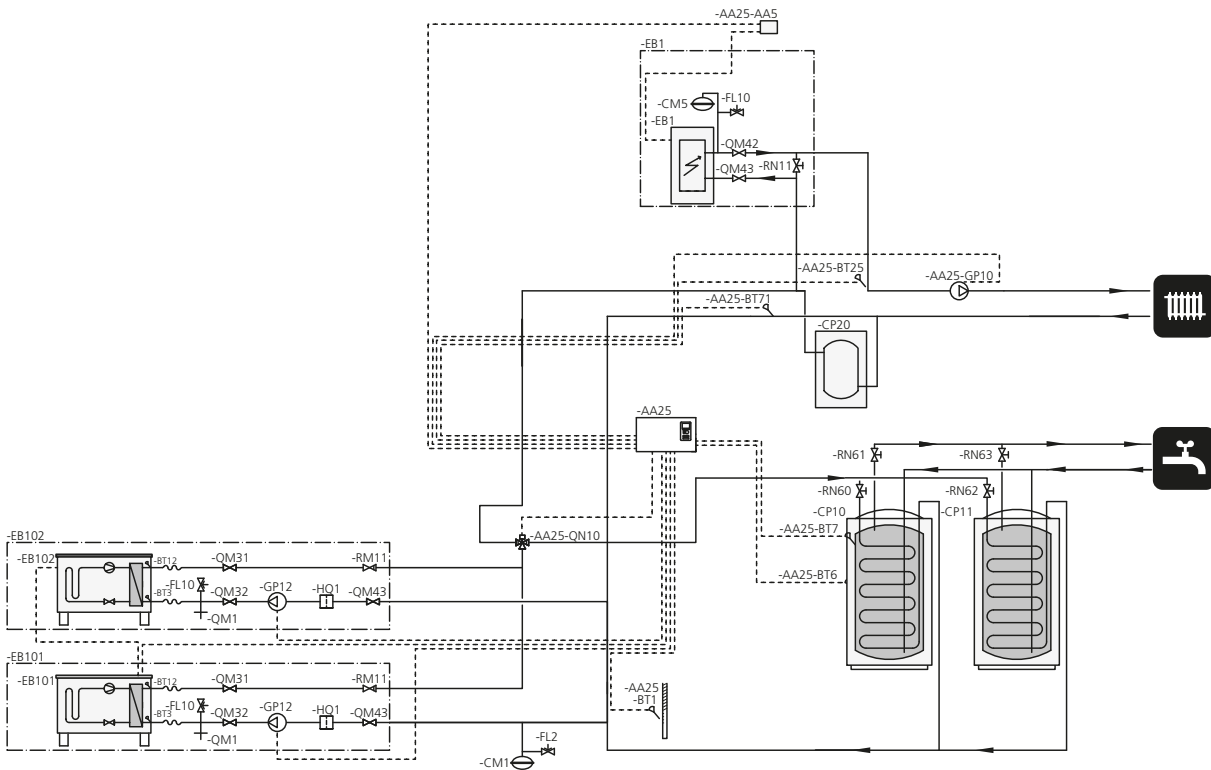 -AA25-AA5
-EB1
-CM5
-FL10
-EB1
-QM42
-QM43
-RN11
-AA25-BT25
-AA25-GP10
-AA25-BT71
-CP20
-AA25
-RN61
-RN63
-RN60
-RN62
-CP10
-CP11
-AA25-BT7
-AA25-QN10
-AA25-BT6
-EB102
-EB102
-BT12
-QM31
-RM11
-FL10
-BT3
-QM32
-GP12
-HQ1
-QM43
-QM1
-EB101
-EB101
-BT12
-QM31
-RM11
-FL10
-BT3
-QM32
-GP12
-HQ1
-QM43
-QM1
-AA25
-BT1
-FL2
-CM1